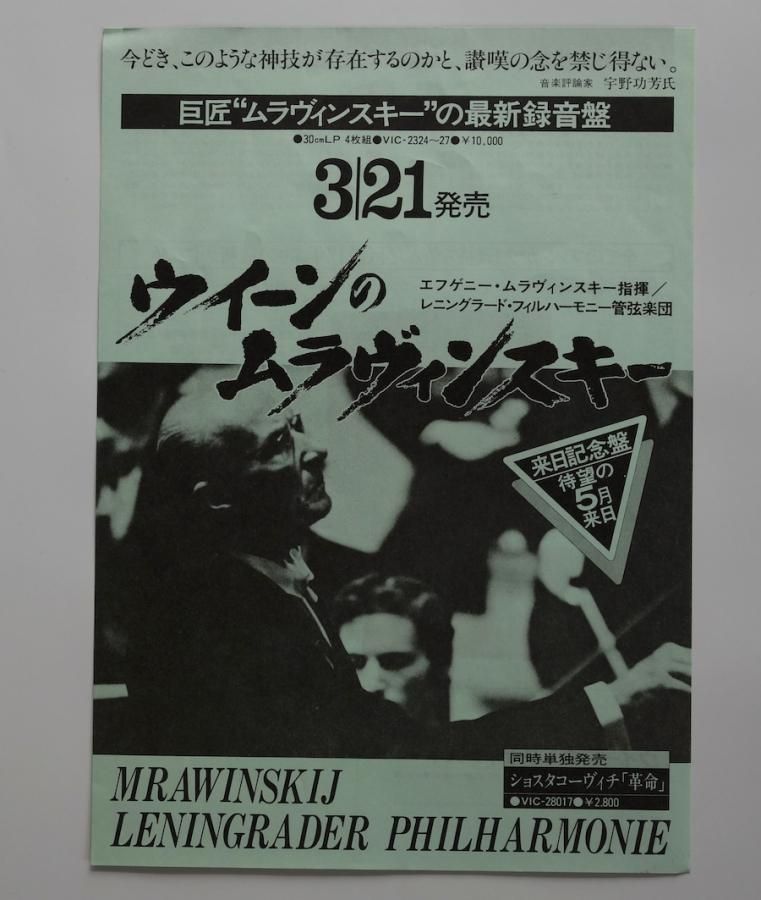 今どき、このような神技が存在するのかと、讃嘆の念を禁じ得ない。
音楽評論家 宇野功芳氏
巨匠“ムラヴィンスキー”の最新録音盤
●30cmLP 4枚組●VIC-2324〜27●¥10,000
3/21発売
ウイーンの
ムラヴィンスキー
エフゲニー・ムラヴィンスキー指揮／
レニングラード・フィルハーモニー管弦楽団
来日記念盤
待望の
5月
来日
同時単独発売
ショスタコーヴィチ「革命」
●VIC-28017●¥2,800
MRAWINSKIJ
LENINGRADER PHILHARMONIE